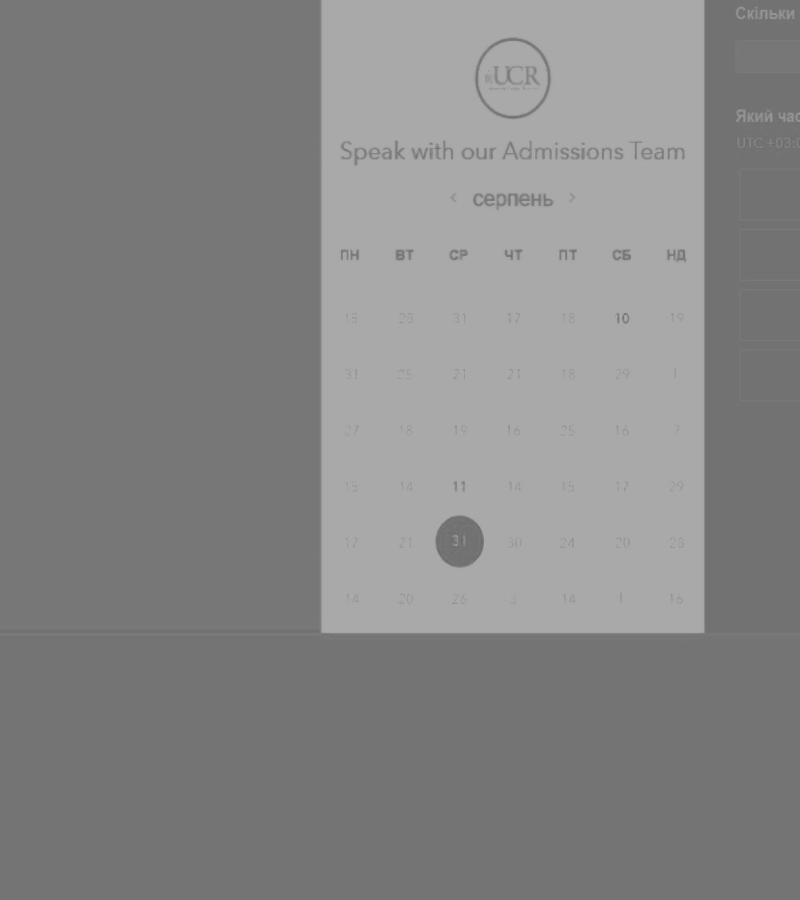 UCR
Speak with our Admissions Team
< серпень >
ПН ВТ СР ЧТ ПТ СБ НД
28 31 17 18 10 19
31 25 21 21 18 29 1
27 18 19 16 25 16 7
15 14 11 14 15 17 29
17 21 31 30 24 20 28
14 20 26 3 14 1 16
Скільки
Який час
UTC +03:0